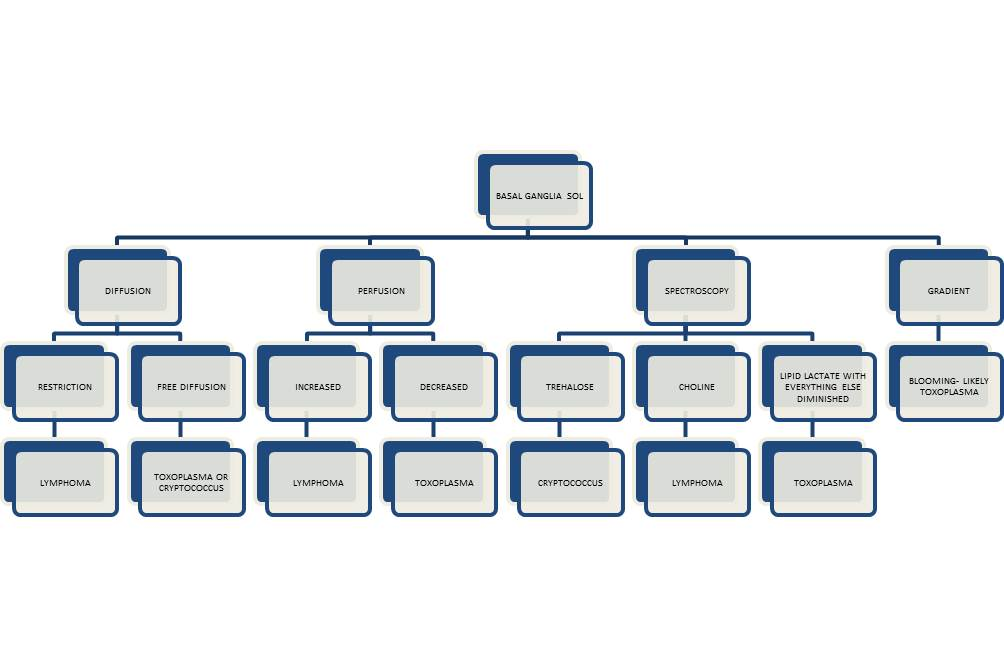 BASAL GANGLIA SOL
DIFFUSION
PERFUSION
SPECTROSCOPY
GRADIENT
RESTRICTION
FREE DIFFUSION
INCREASED
DECREASED
TREHALOSE
CHOLINE
LIPID LACTATE WITH
EVERYTHING ELSE
DIMINISHED
BLOOMING- LIKELY
TOXOPLASMA
LYMPHOMA
TOXOPLASMA OR
CRYPTOCOCCUS
LYMPHOMA
TOXOPLASMA
CRYPTOCOCCUS
LYMPHOMA
TOXOPLASMA